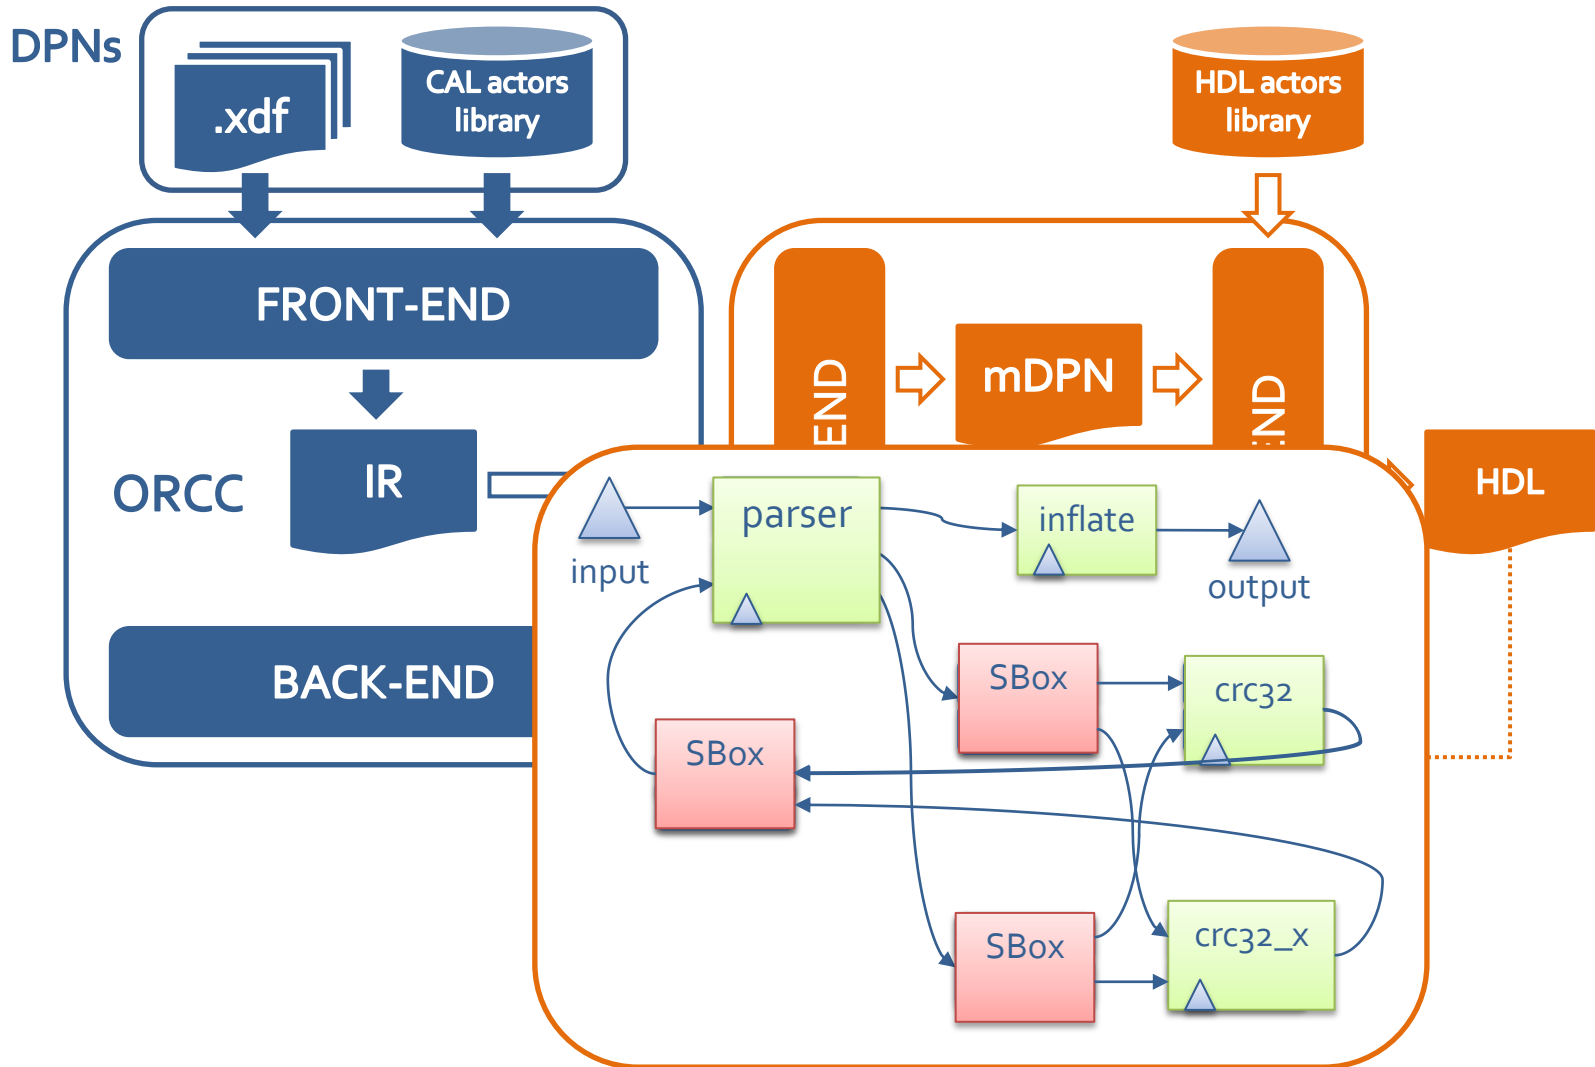 DPNs
.xdf
CAL actors
library
HDL actors
library
FRONT-END
END
mDPN
END
ORCC
IR
HDL
parser
inflate
input
output
SBox
crc32
BACK-END
SBox
SBox
crc32_x